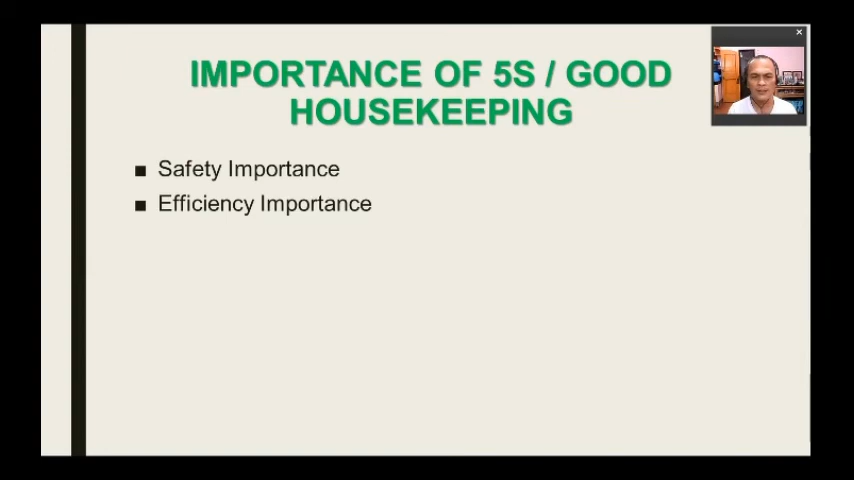 IMPORTANCE OF 5S / GOOD
HOUSEKEEPING
■ Safety Importance
■ Efficiency Importance